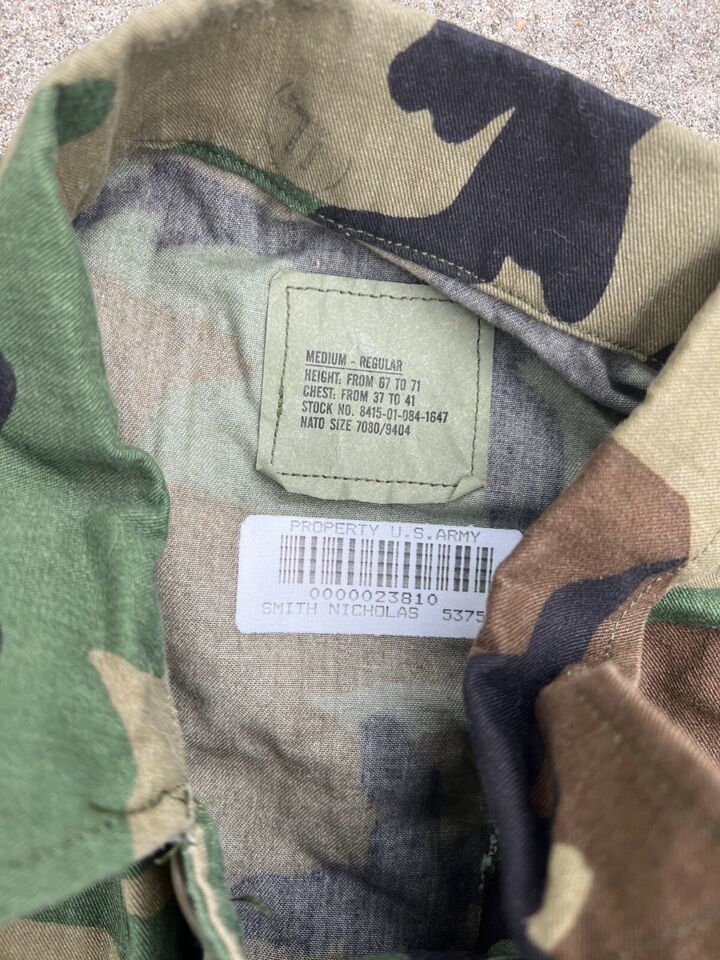 MEDIUM - REGULAR
HEIGHT: FROM 67 TO 71
CHEST: FROM 37 TO 41
STOCK NO. 8415-01-084-1647
NATO SIZE 7080/9404
PROPERTY U.S.ARMY
0000023810
SMITH NICHOLAS 5375